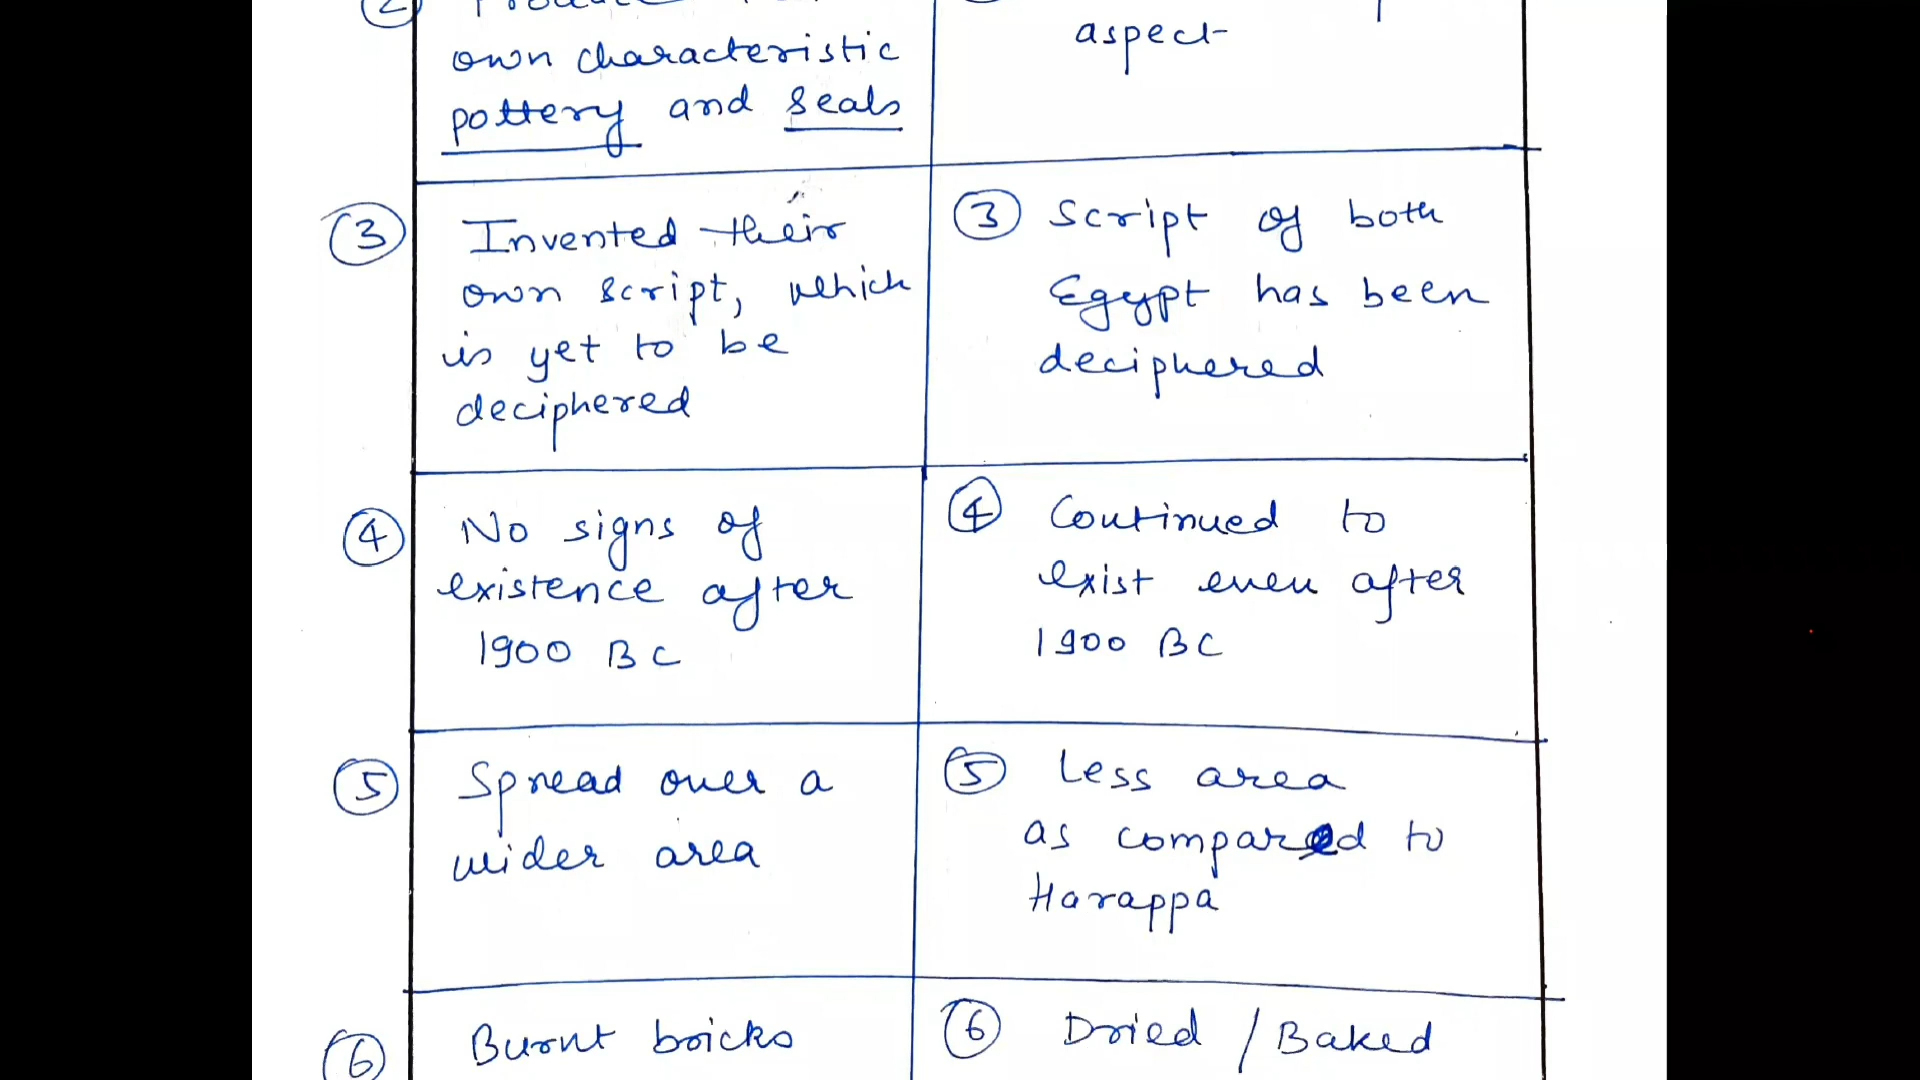 ②
own characteristic
pottery and seals
aspect
③ Invented their
own script, which
is yet to be
deciphered
③ Script of both
Egypt has been
deciphered
④ No signs of
existence after
1900 BC
④ Continued to
exist even after
1900 BC
⑤ Spread over a
wider area
⑤ Less area
as compared to
Harappa
⑥ Burnt bricks
⑥ Dried / Baked